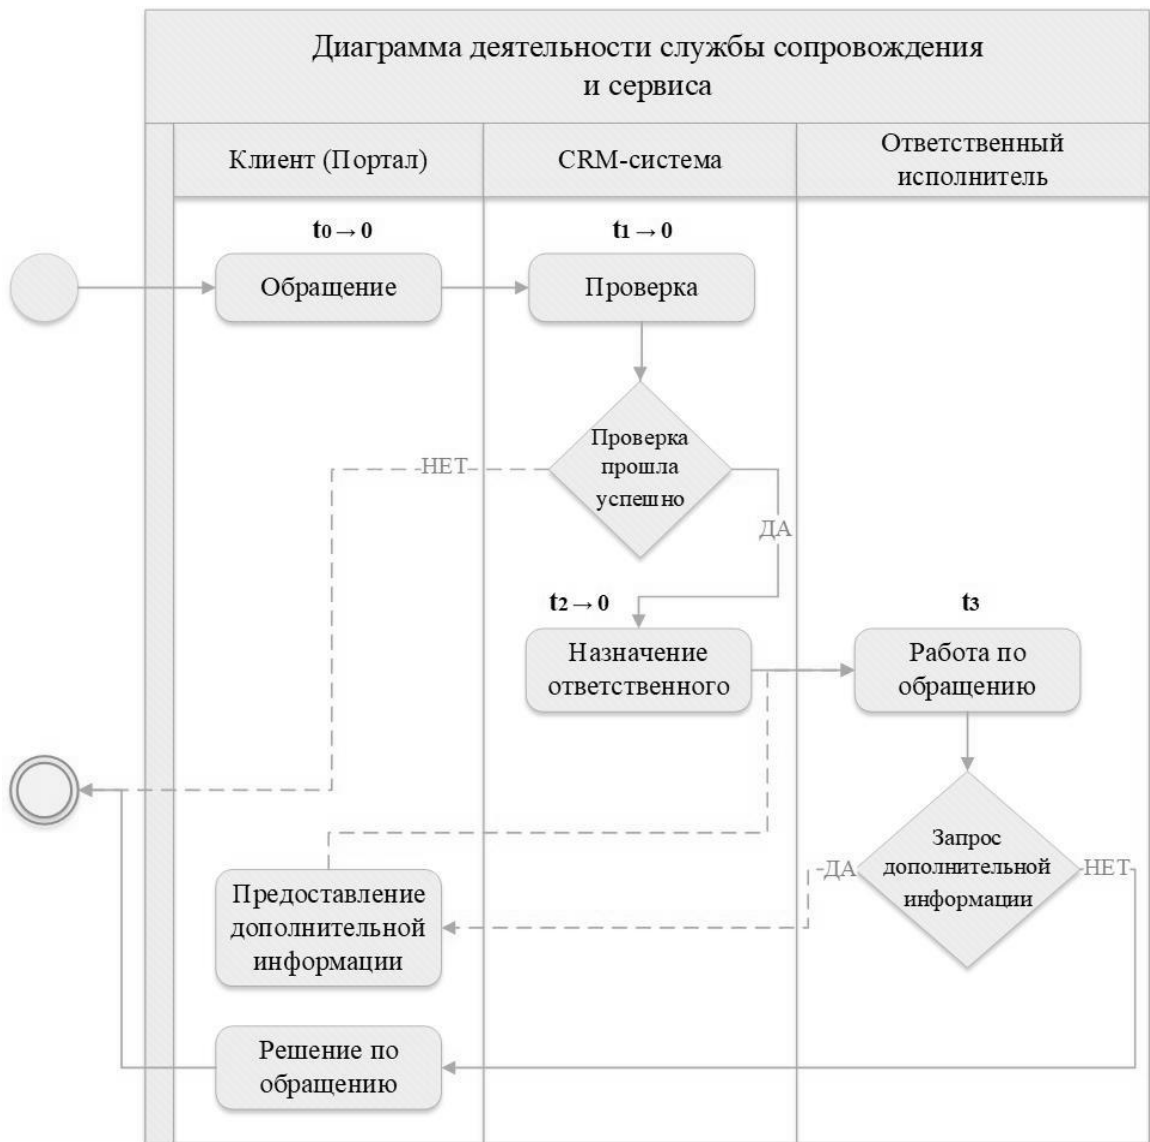 Диаграмма деятельности службы сопровождения
и сервиса
Клиент (Портал)
CRM-система
Ответственный
исполнитель
t0 → 0
t1 → 0
Обращение
Проверка
Проверка
прошла
успешно
НЕТ
ДА
t2 → 0
t3
Назначение
ответственного
Работа по
обращению
Запрос
дополнительной
информации
ДА
НЕТ
Предоставление
дополнительной
информации
Решение по
обращению